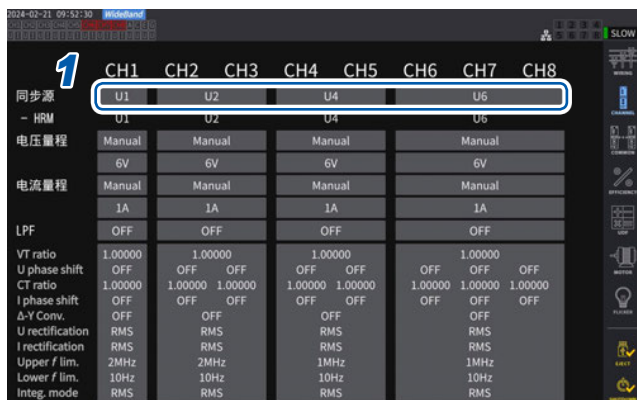 2024-02-21 09:52:30 WideBand
SLOW
1
CH1 CH2 CH3 CH4 CH5 CH6 CH7 CH8
WIRING
同步源 U1 U2 U4 U6
CHANNEL
- HRM U1 U2 U4 U6
电压量程 Manual Manual Manual Manual
COMMON
6V 6V 6V 6V
电流量程 Manual Manual Manual Manual
EFFICIENCY
1A 1A 1A 1A
LPF OFF OFF OFF OFF
UDF
VT ratio 1.00000 1.00000 1.00000 1.00000
U phase shift OFF OFF OFF OFF OFF OFF OFF OFF
MOTOR
CT ratio 1.00000 1.00000 1.00000 1.00000 1.00000 1.00000 1.00000 1.00000
I phase shift OFF OFF OFF OFF OFF OFF OFF OFF
FLICKER
Δ-Y Conv. OFF OFF OFF OFF
U rectification RMS RMS RMS RMS
I rectification RMS RMS RMS RMS
Upper f lim. 2MHz 2MHz 1MHz 1MHz
EJECT
Lower f lim. 10Hz 10Hz 10Hz 10Hz
Integ. mode RMS RMS RMS RMS